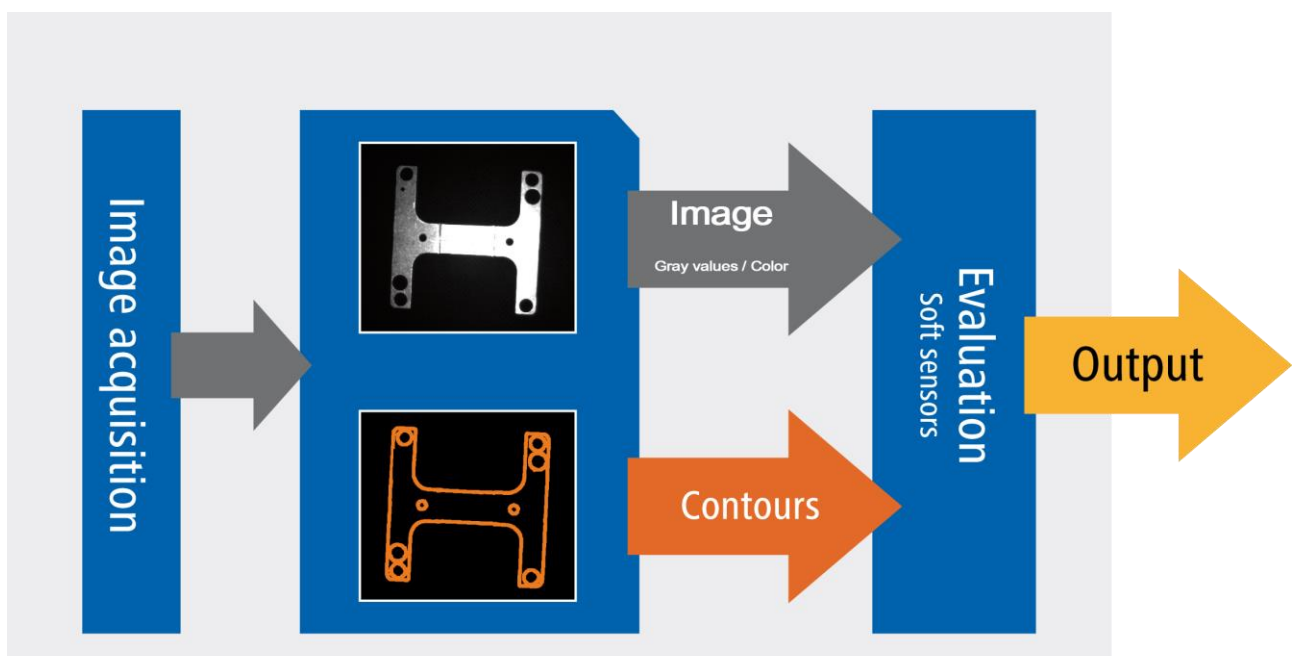 Image acquisition
Image
Gray values / Color
Contours
Evaluation
Soft sensors
Output